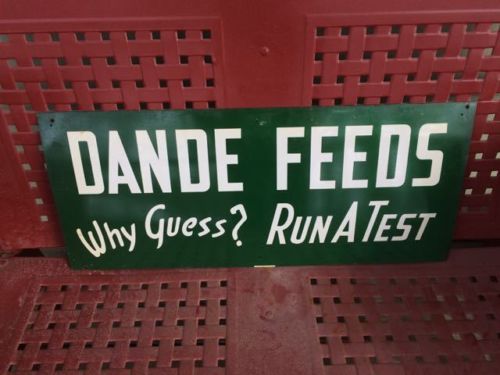 DANDE FEEDS
Why Guess? RUN A TEST